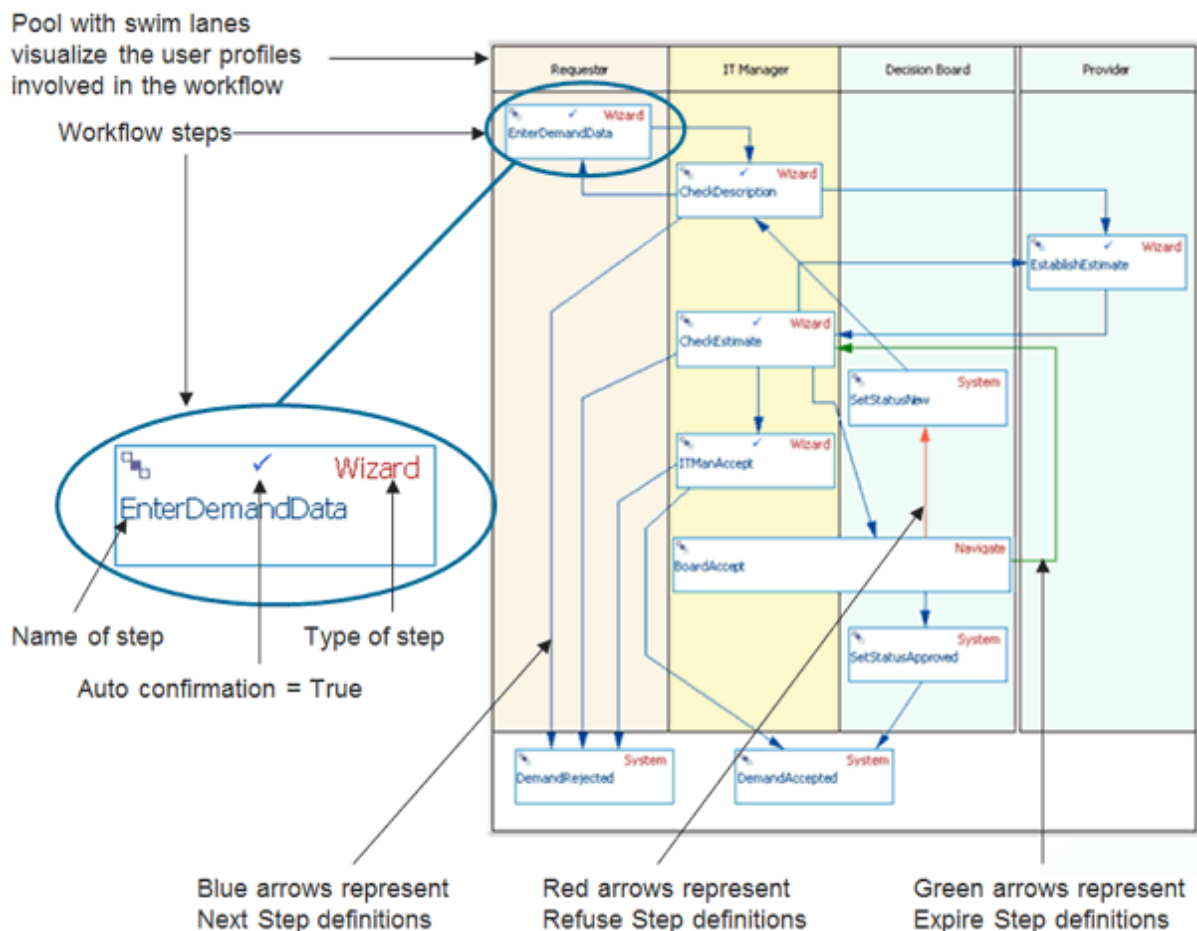 Pool with swim lanes
visualize the user profiles
involved in the workflow
Requester
IT Manager
Decision Board
Provider
Workflow steps
Wizard
EnterDemandData
Wizard
CheckDescription
Wizard
EstablishEstimate
Wizard
CheckEstimate
System
SetStatusNew
Wizard
ITManAccept
Wizard
EnterDemandData
Navigate
BoardAccept
Name of step
Type of step
System
SetStatusApproved
Auto confirmation = True
System
DemandRejected
System
DemandAccepted
Blue arrows represent
Next Step definitions
Red arrows represent
Refuse Step definitions
Green arrows represent
Expire Step definitions